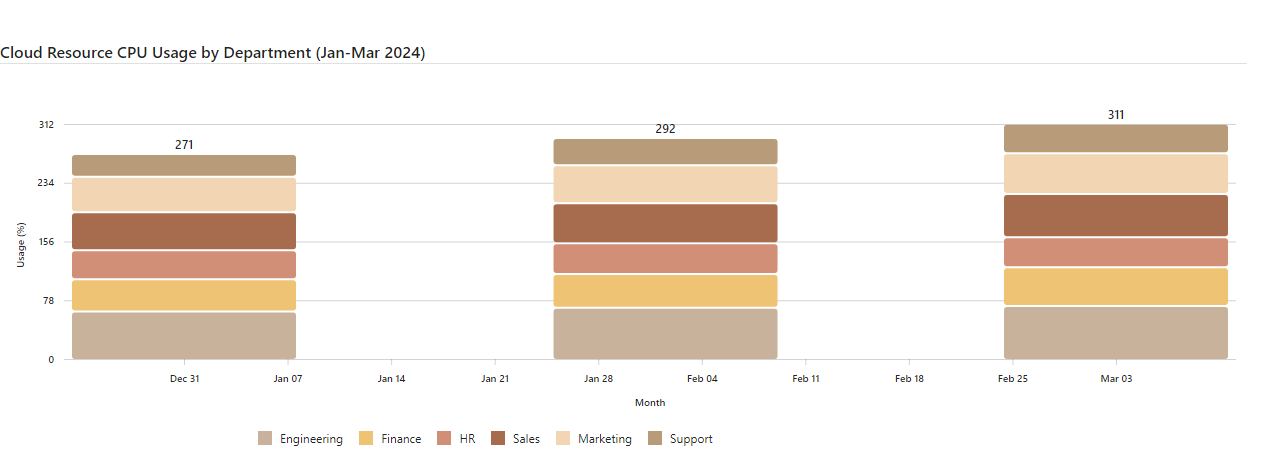 Cloud Resource CPU Usage by Department (Jan-Mar 2024)
311
312
292
271
234
156
78
0
Usage (%)
Dec 31 Jan 07 Jan 14 Jan 21 Jan 28 Feb 04 Feb 11 Feb 18 Feb 25 Mar 03
Month
Engineering Finance HR Sales Marketing Support